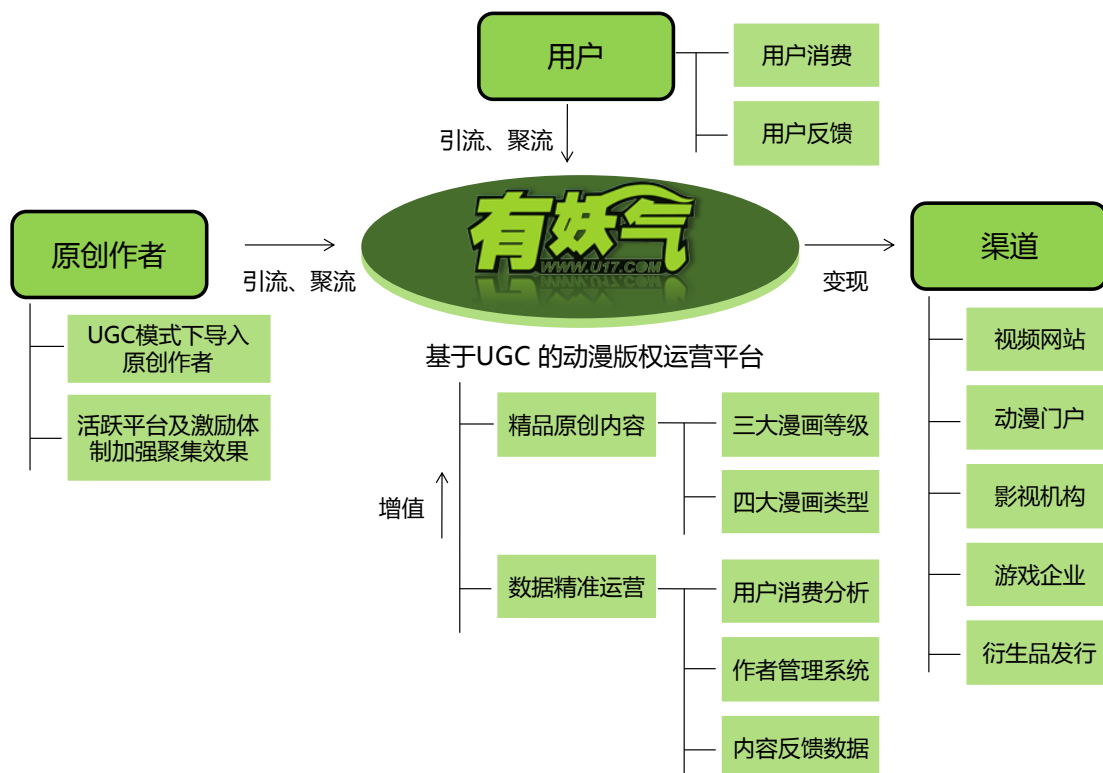 用户
用户消费
用户反馈
引流、聚流
有妖气
WWW.U17.COM
原创作者
引流、聚流
UGC模式下导入
原创作者
活跃平台及激励体
制加强聚集效果
变现
渠道
视频网站
动漫门户
影视机构
游戏企业
衍生品发行
基于UGC 的动漫版权运营平台
增值
精品原创内容
三大漫画等级
四大漫画类型
数据精准运营
用户消费分析
作者管理系统
内容反馈数据